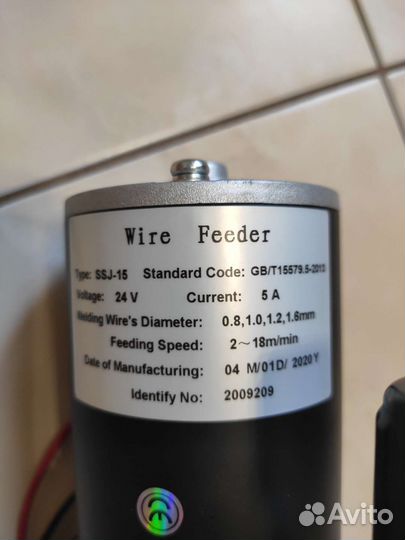 Wire Feeder
Type: SSJ-15 Standard Code: GB/T15579.5-2013
Voltage: 24 V Current: 5 A
Welding Wire's Diameter: 0.8,1.0,1.2,1.6mm
Feeding Speed: 2～18m/min
Date of Manufacturing: 04 M/01D/ 2020Y
Identify No: 2009209
CE
Avito